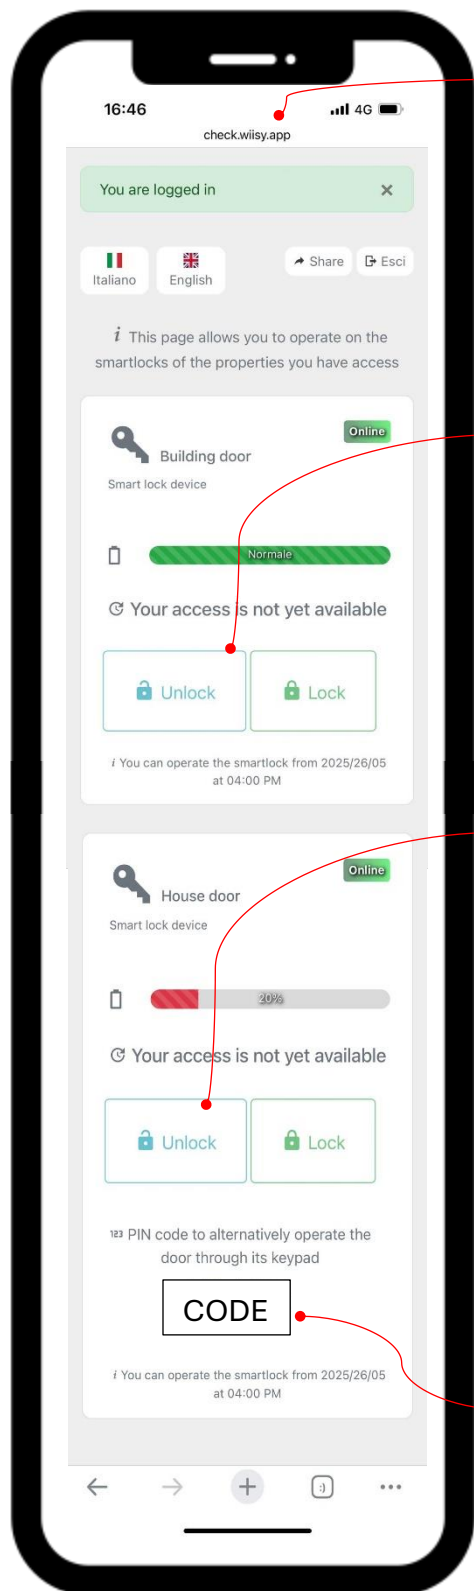 16:46
4G
check.wiisy.app
You are logged in
Italiano
English
Share
Esci
i This page allows you to operate on the
smartlocks of the properties you have access
Online
Building door
Smart lock device
Normale
Your access is not yet available
Unlock
Lock
i You can operate the smartlock from 2025/26/05
at 04:00 PM
Online
House door
Smart lock device
20%
Your access is not yet available
Unlock
Lock
123 PIN code to alternatively operate the
door through its keypad
CODE
i You can operate the smartlock from 2025/26/05
at 04:00 PM
:)